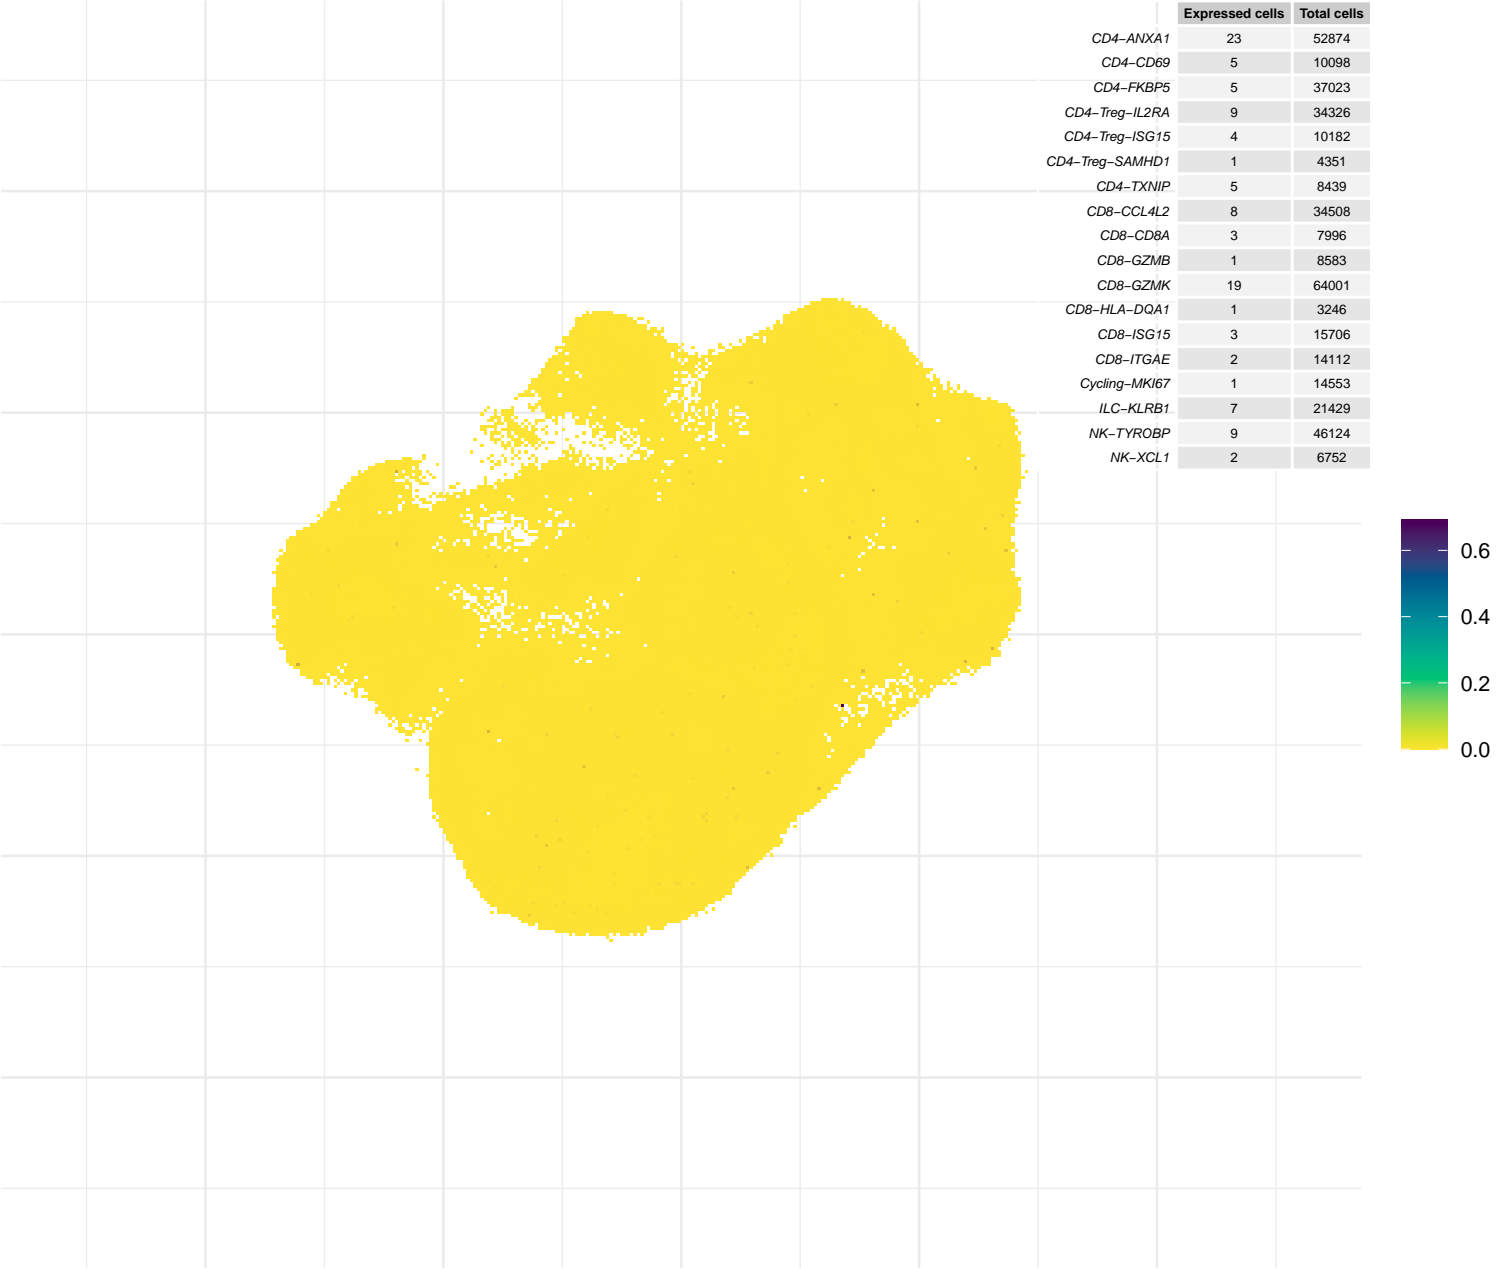 Expressed cells Total cells
CD4−ANXA1 23 52874
CD4−CD69 5 10098
CD4−FKBP5 5 37023
CD4−Treg−IL2RA 9 34326
CD4−Treg−ISG15 4 10182
CD4−Treg−SAMHD1 1 4351
CD4−TXNIP 5 8439
CD8−CCL4L2 8 34508
CD8−CD8A 3 7996
CD8−GZMB 1 8583
CD8−GZMK 19 64001
CD8−HLA−DQA1 1 3246
CD8−ISG15 3 15706
CD8−ITGAE 2 14112
Cycling−MKI67 1 14553
ILC−KLRB1 7 21429
NK−TYROBP 9 46124
NK−XCL1 2 6752
0.6
0.4
0.2
0.0